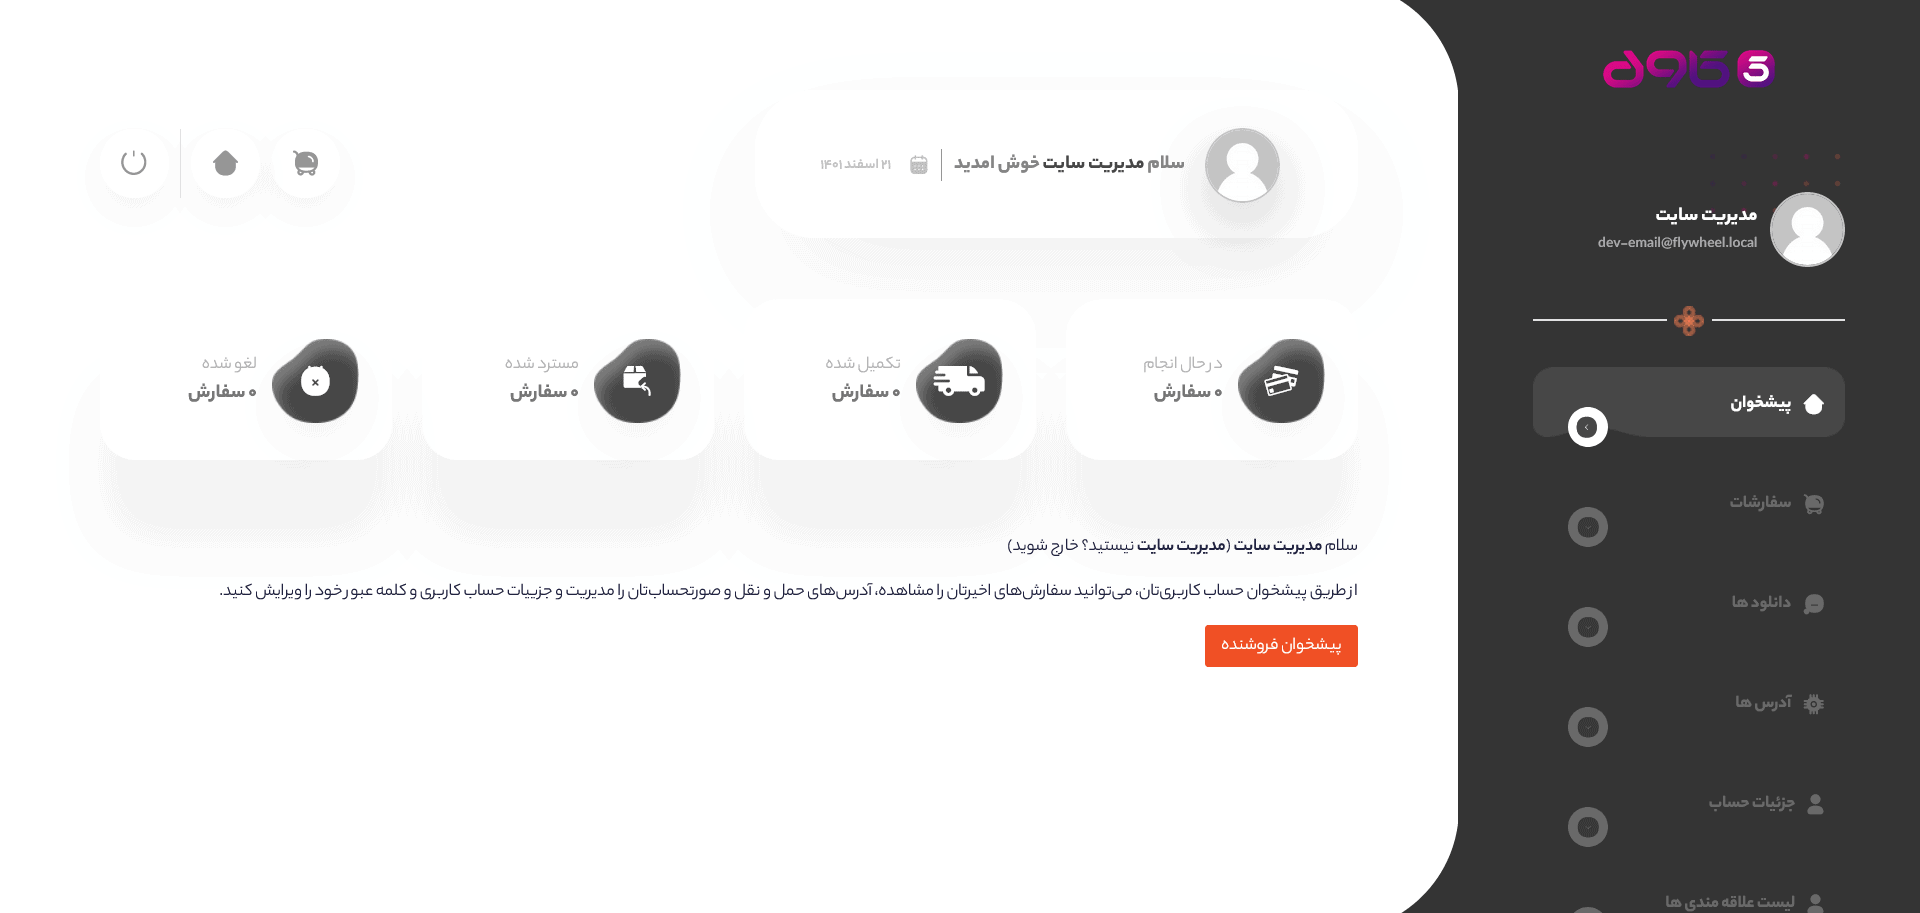 کاوه
مدیریت سایت
dev-email@flywheel.local
پیشخوان
سفارشات
دانلود ها
آدرس ها
جزئیات حساب
لیست علاقه مندی ها
سلام مدیریت سایت خوش امدید
۲۱ اسفند ۱۴۰۱
در حال انجام
۰ سفارش
تکمیل شده
۰ سفارش
مسترد شده
۰ سفارش
لغو شده
۰ سفارش
سلام مدیریت سایت (مدیریت سایت نیستید؟ خارج شوید)
از طریق پیشخوان حساب کاربری‌تان، می‌توانید سفارش‌های اخیرتان را مشاهده، آدرس‌های حمل و نقل و صورتحساب‌تان را مدیریت و جزییات حساب کاربری و کلمه عبور خود را ویرایش کنید.
پیشخوان فروشنده